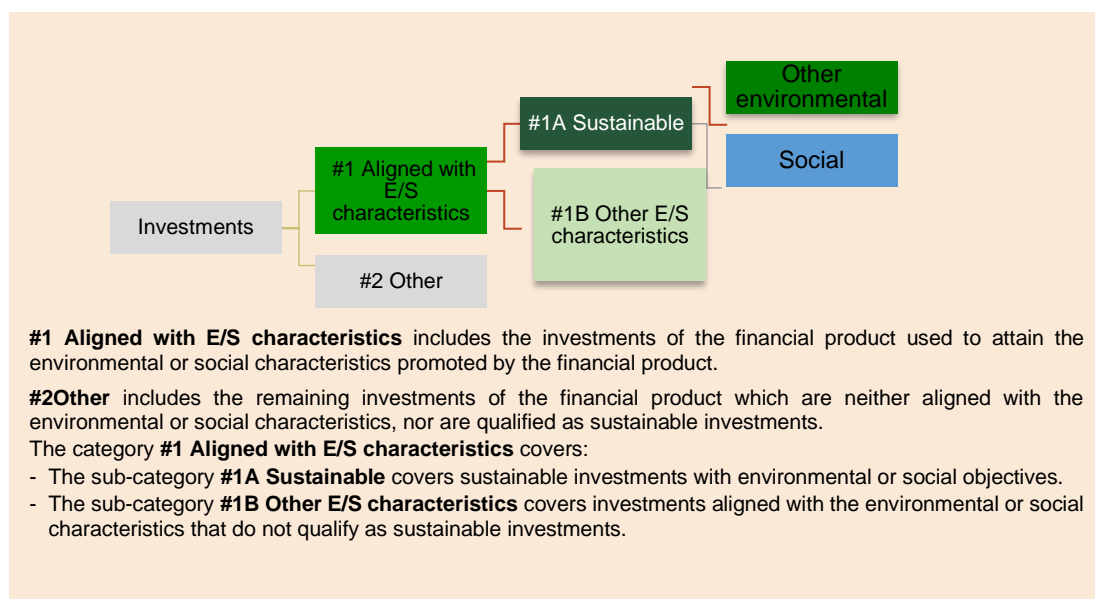 Other
environmental
#1A Sustainable
Social
#1 Aligned with
E/S
characteristics
#1B Other E/S
characteristics
Investments
#2 Other
#1 Aligned with E/S characteristics includes the investments of the financial product used to attain the
environmental or social characteristics promoted by the financial product.
#2Other includes the remaining investments of the financial product which are neither aligned with the
environmental or social characteristics, nor are qualified as sustainable investments.
The category #1 Aligned with E/S characteristics covers:
- The sub-category #1A Sustainable covers sustainable investments with environmental or social objectives.
- The sub-category #1B Other E/S characteristics covers investments aligned with the environmental or social
characteristics that do not qualify as sustainable investments.